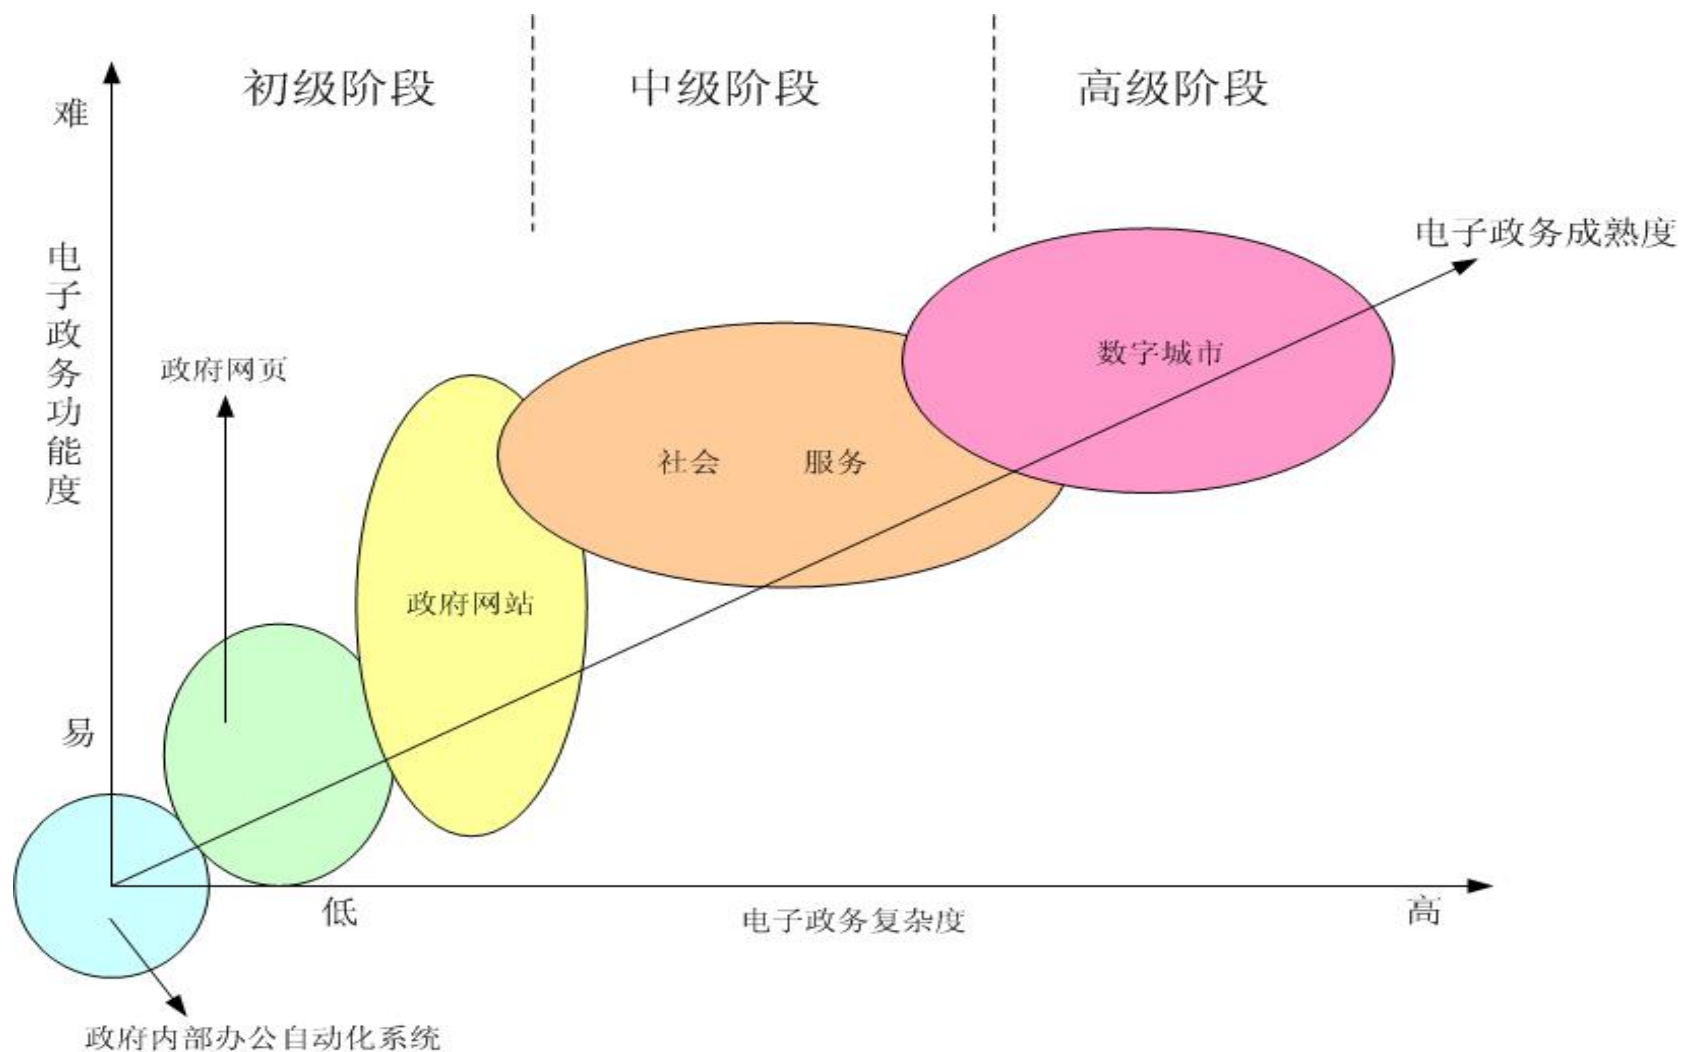 初级阶段
中级阶段
高级阶段
难
电子政务功能度
易
电子政务成熟度
政府网页
数字城市
社会 服务
政府网站
低
电子政务复杂度
高
政府内部办公自动化系统